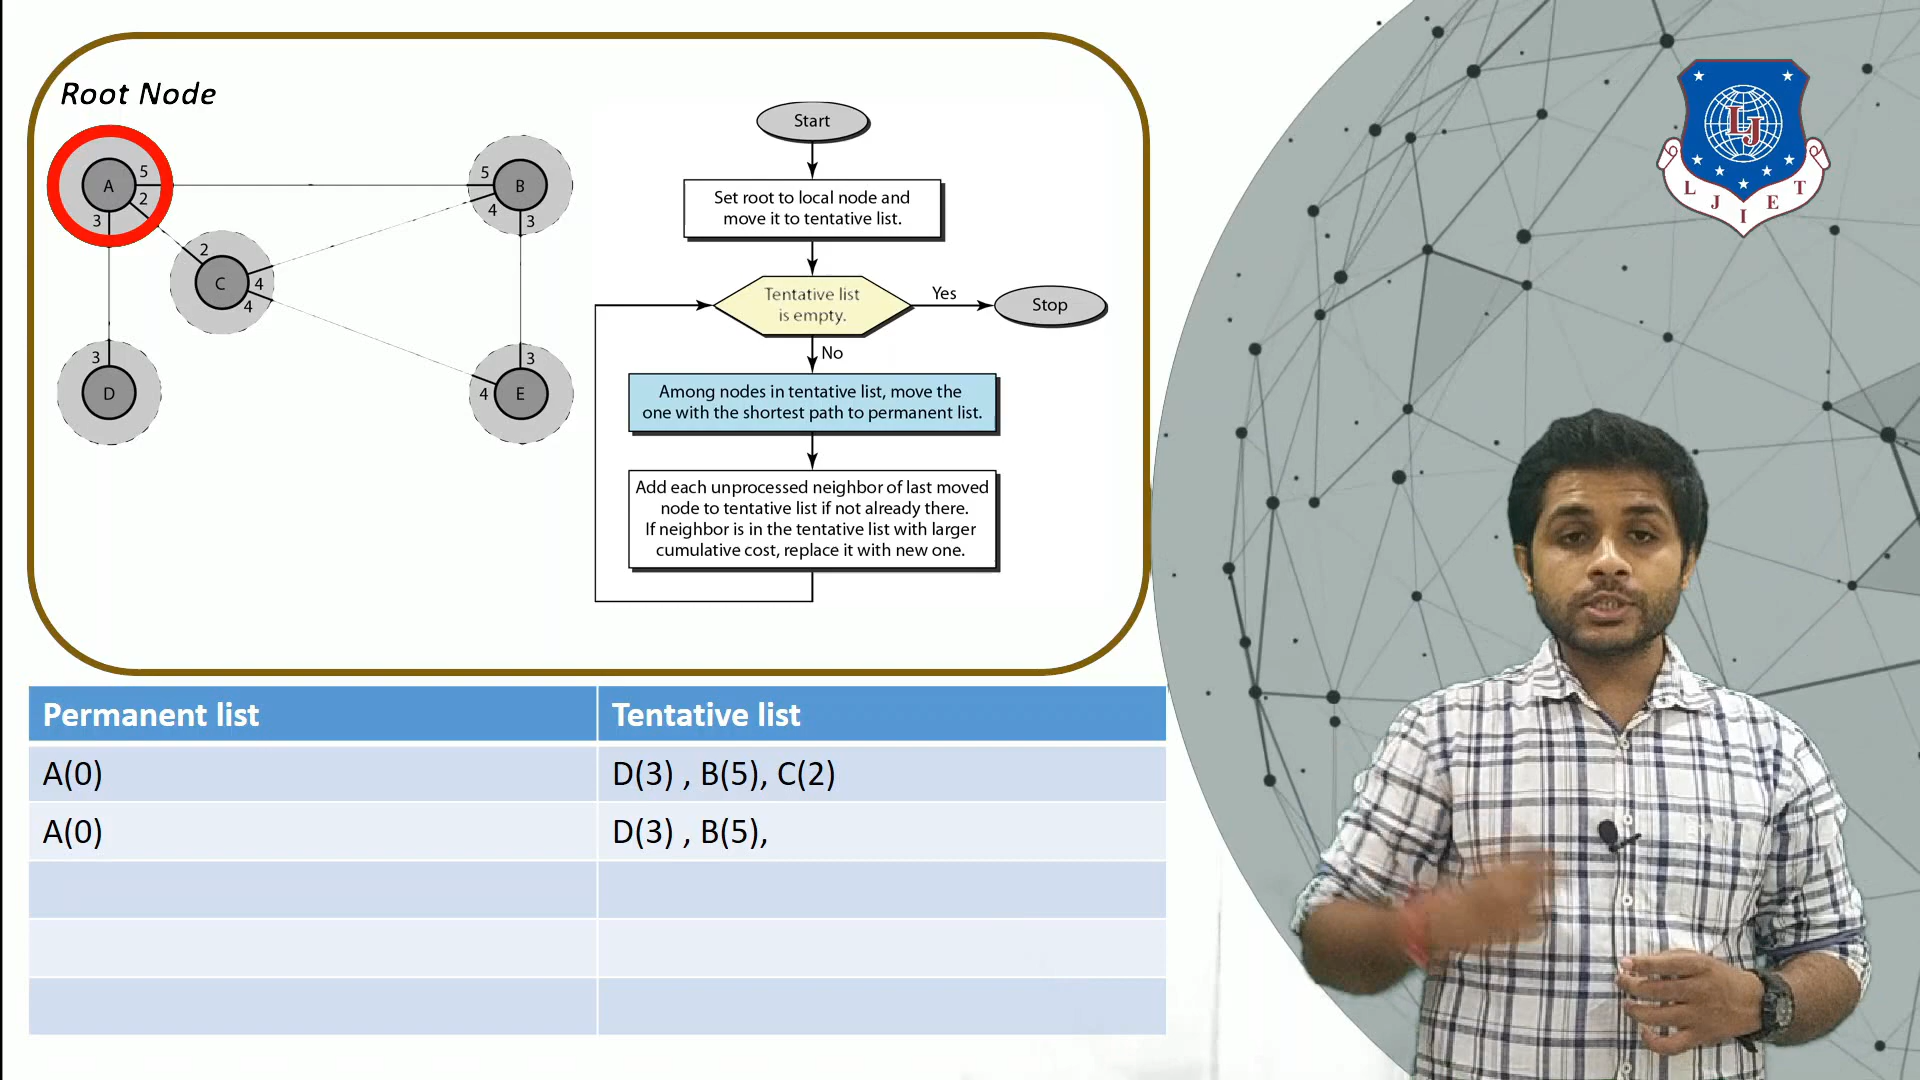 Root Node
A
5
2
3
5
B
4
3
2
C
4
4
3
D
3
4
E
Start
Set root to local node and
move it to tentative list.
Tentative list
is empty.
Yes
Stop
No
Among nodes in tentative list, move the
one with the shortest path to permanent list.
Add each unprocessed neighbor of last moved
node to tentative list if not already there.
If neighbor is in the tentative list with larger
cumulative cost, replace it with new one.
Permanent list
Tentative list
A(0)
D(3) , B(5), C(2)
A(0)
D(3) , B(5),
LJ
L J I E T